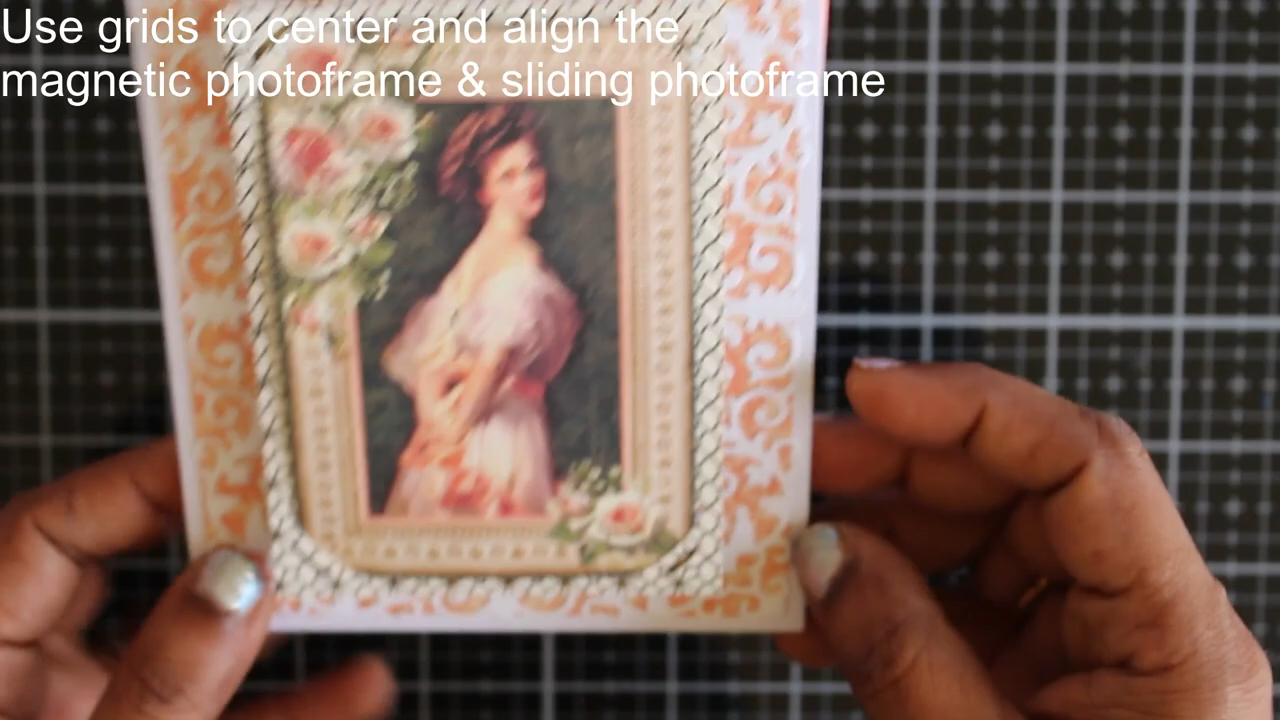 Use grids to center and align the
magnetic photoframe & sliding photoframe